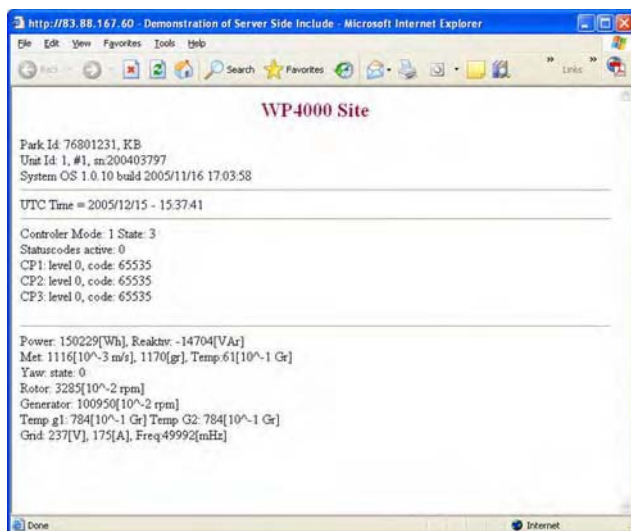 http://83.88.167.60 - Demonstration of Server Side Include - Microsoft Internet Explorer
File Edit View Favorites Tools Help
Back Search Favorites Links
WP4000 Site
Park Id: 76801231, KB
Unit Id: 1, #1, sn:200403797
System OS 1.0.10 build 2005/11/16 17:03:58
UTC Time = 2005/12/15 - 15:37:41
Controler Mode: 1 State: 3
Statuscodes active: 0
CP1: level 0, code: 65535
CP2: level 0, code: 65535
CP3: level 0, code: 65535
Power: 150229[Wh], Reaktiv: -14704[VAr]
Met: 1116[10^-3 m/s], 1170[gr], Temp:61[10^-1 Gr]
Yaw: state: 0
Rotor: 3285[10^-2 rpm]
Generator: 100950[10^-2 rpm]
Temp g1: 784[10^-1 Gr] Temp G2: 784[10^-1 Gr]
Grid: 237[V], 175[A], Freq:49992[mHz]
Done Internet